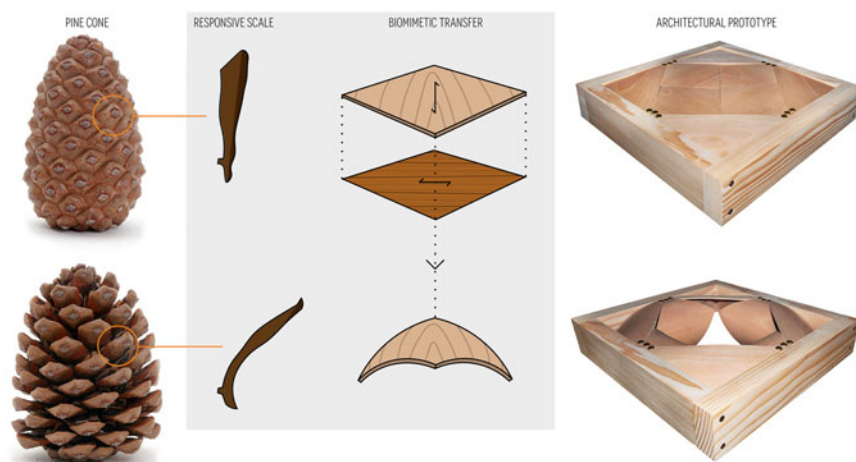 PINE CONE
RESPONSIVE SCALE
BIOMIMETIC TRANSFER
ARCHITECTURAL PROTOTYPE